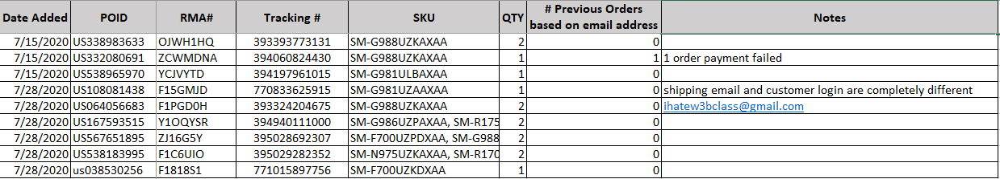 Date Added POID RMA# Tracking # SKU QTY # Previous Orders based on email address Notes
7/15/2020 US338983633 OJWH1HQ 393393773131 SM-G988UZKAXAA 2 0
7/15/2020 US332080691 ZCWMDNA 394060824430 SM-G988UZKAXAA 1 1 1 order payment failed
7/15/2020 US538965970 YCJVYTD 394197961015 SM-G981ULBAXAA 1 0
7/28/2020 US108081438 F15GMJD 770833625915 SM-G981UZAAXAA 1 0 shipping email and customer login are completely different
7/28/2020 US064056683 F1PGD0H 393324204675 SM-G988UZKAXAA 2 0 ihatew3bclass@gmail.com
7/28/2020 US167593515 Y1OQYSR 394940111000 SM-G986UZPAXAA, SM-R175 2 0
7/28/2020 US567651895 ZJ16G5Y 395028692307 SM-F700UZPDXAA, SM-G988 2 0
7/28/2020 US538183995 F1C6UIO 395029282352 SM-N975UZKAXAA, SM-R170 2 0
7/28/2020 us038530256 F1818S1 771015897756 SM-F700UZKDXAA 1 0